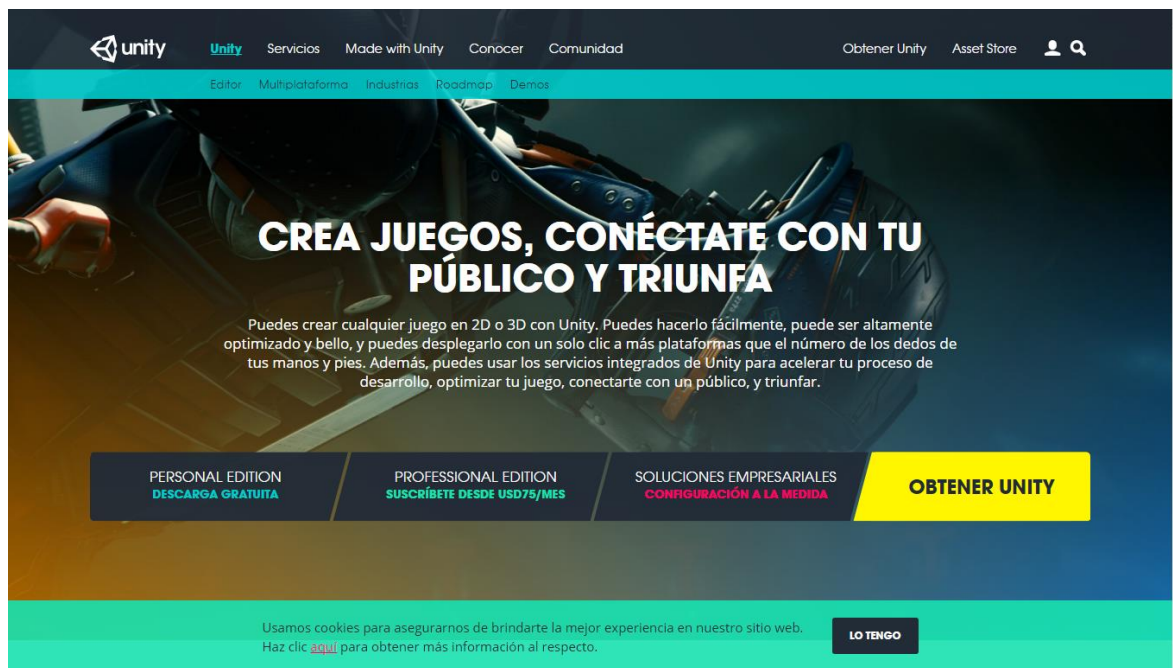 unity
Unity Servicios Made with Unity Conocer Comunidad Obtener Unity Asset Store
Editor Multiplataforma Industrias Roadmap Demos
CREA JUEGOS, CONÉCTATE CON TU
PÚBLICO Y TRIUNFA
Puedes crear cualquier juego en 2D o 3D con Unity. Puedes hacerlo fácilmente, puede ser altamente
optimizado y bello, y puedes desplegarlo con un solo clic a más plataformas que el número de los dedos de
tus manos y pies. Además, puedes usar los servicios integrados de Unity para acelerar tu proceso de
desarrollo, optimizar tu juego, conectarte con un público, y triunfar.
PERSONAL EDITION
DESCARGA GRATUITA
PROFESSIONAL EDITION
SUSCRÍBETE DESDE USD75/MES
SOLUCIONES EMPRESARIALES
CONFIGURACIÓN A LA MEDIDA
OBTENER UNITY
Usamos cookies para asegurarnos de brindarte la mejor experiencia en nuestro sitio web.
Haz clic aquí para obtener más información al respecto.
LO TENGO